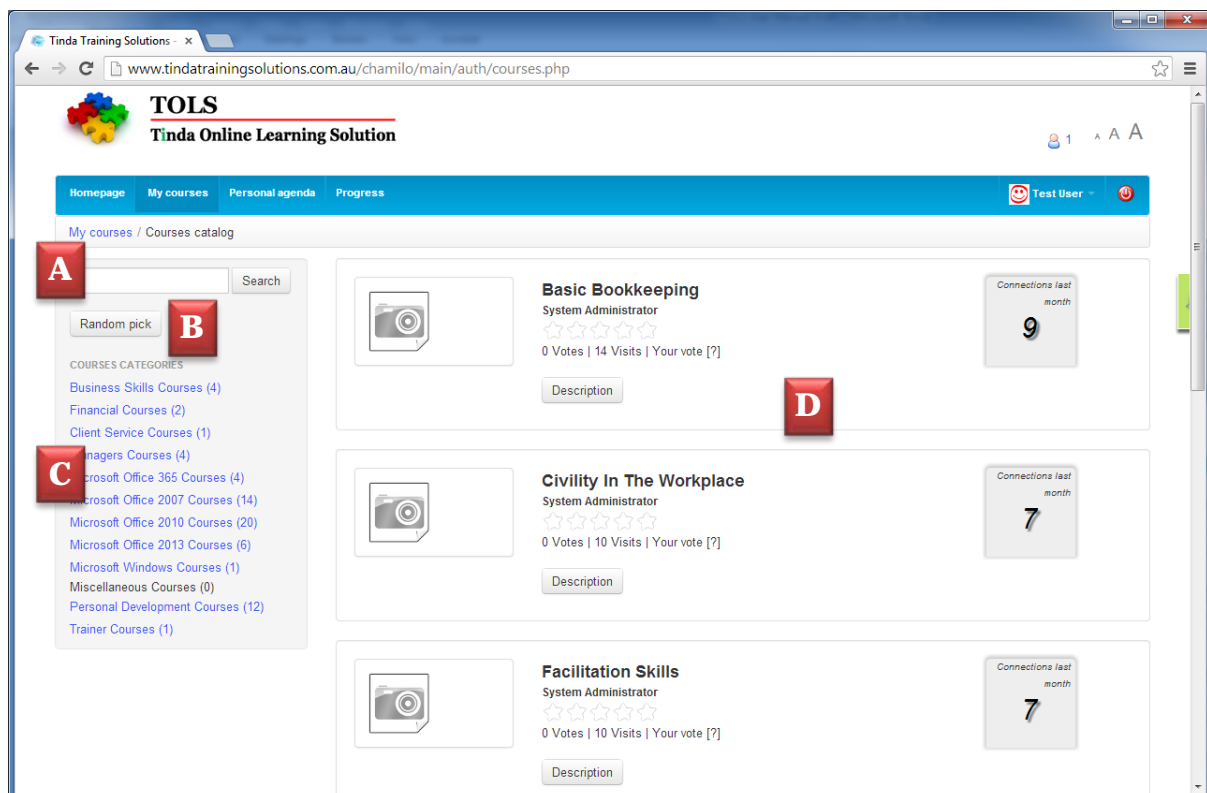 Tinda Training Solutions -
www.tindatrainingsolutions.com.au/chamilo/main/auth/courses.php
TOLS
Tinda Online Learning Solution
1 A A A
Homepage My courses Personal agenda Progress Test User
My courses / Courses catalog
A
Search
Random pick
B
COURSES CATEGORIES
Business Skills Courses (4)
Financial Courses (2)
Client Service Courses (1)
nagers Courses (4)
C
crosoft Office 365 Courses (4)
Microsoft Office 2007 Courses (14)
Microsoft Office 2010 Courses (20)
Microsoft Office 2013 Courses (6)
Microsoft Windows Courses (1)
Miscellaneous Courses (0)
Personal Development Courses (12)
Trainer Courses (1)
Basic Bookkeeping
System Administrator
0 Votes | 14 Visits | Your vote [?]
Description
Connections last
month
9
D
Civility In The Workplace
System Administrator
0 Votes | 10 Visits | Your vote [?]
Description
Connections last
month
7
Facilitation Skills
System Administrator
0 Votes | 10 Visits | Your vote [?]
Description
Connections last
month
7